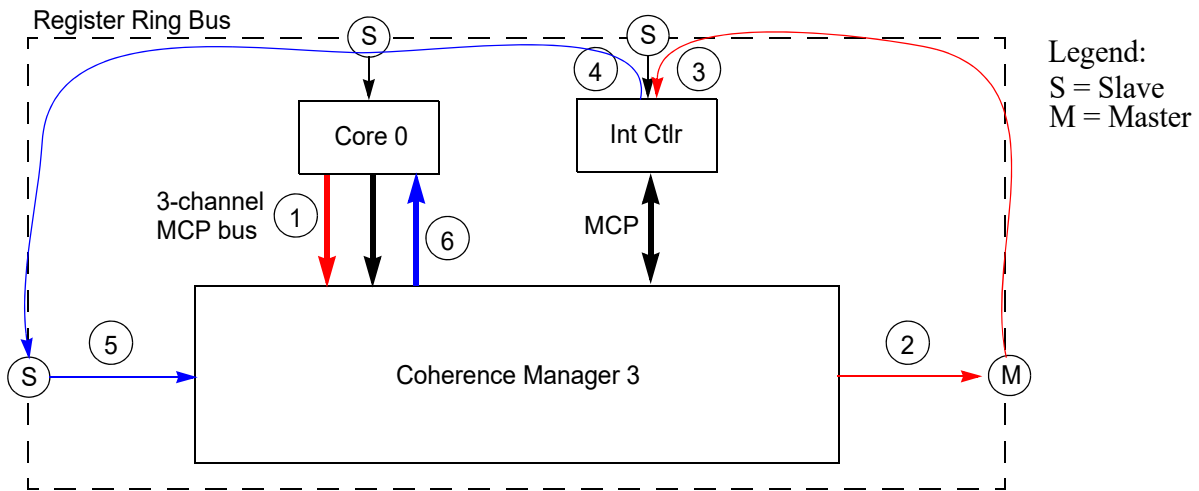 Register Ring Bus
S
S
4
3
Legend:
S = Slave
M = Master
Core 0
Int Ctlr
3-channel
MCP bus
1
6
MCP
5
2
S
Coherence Manager 3
M